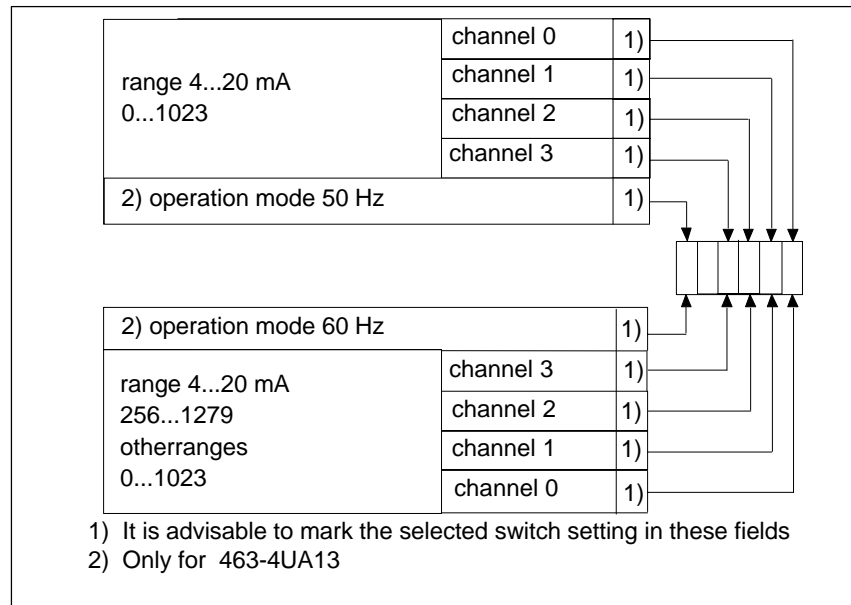 channel 0 1)
range 4...20 mA
0...1023
channel 1 1)
channel 2 1)
channel 3 1)
2) operation mode 50 Hz 1)
2) operation mode 60 Hz 1)
range 4...20 mA
256...1279
otherranges
0...1023
channel 3 1)
channel 2 1)
channel 1 1)
channel 0 1)
1) It is advisable to mark the selected switch setting in these fields
2) Only for 463-4UA13